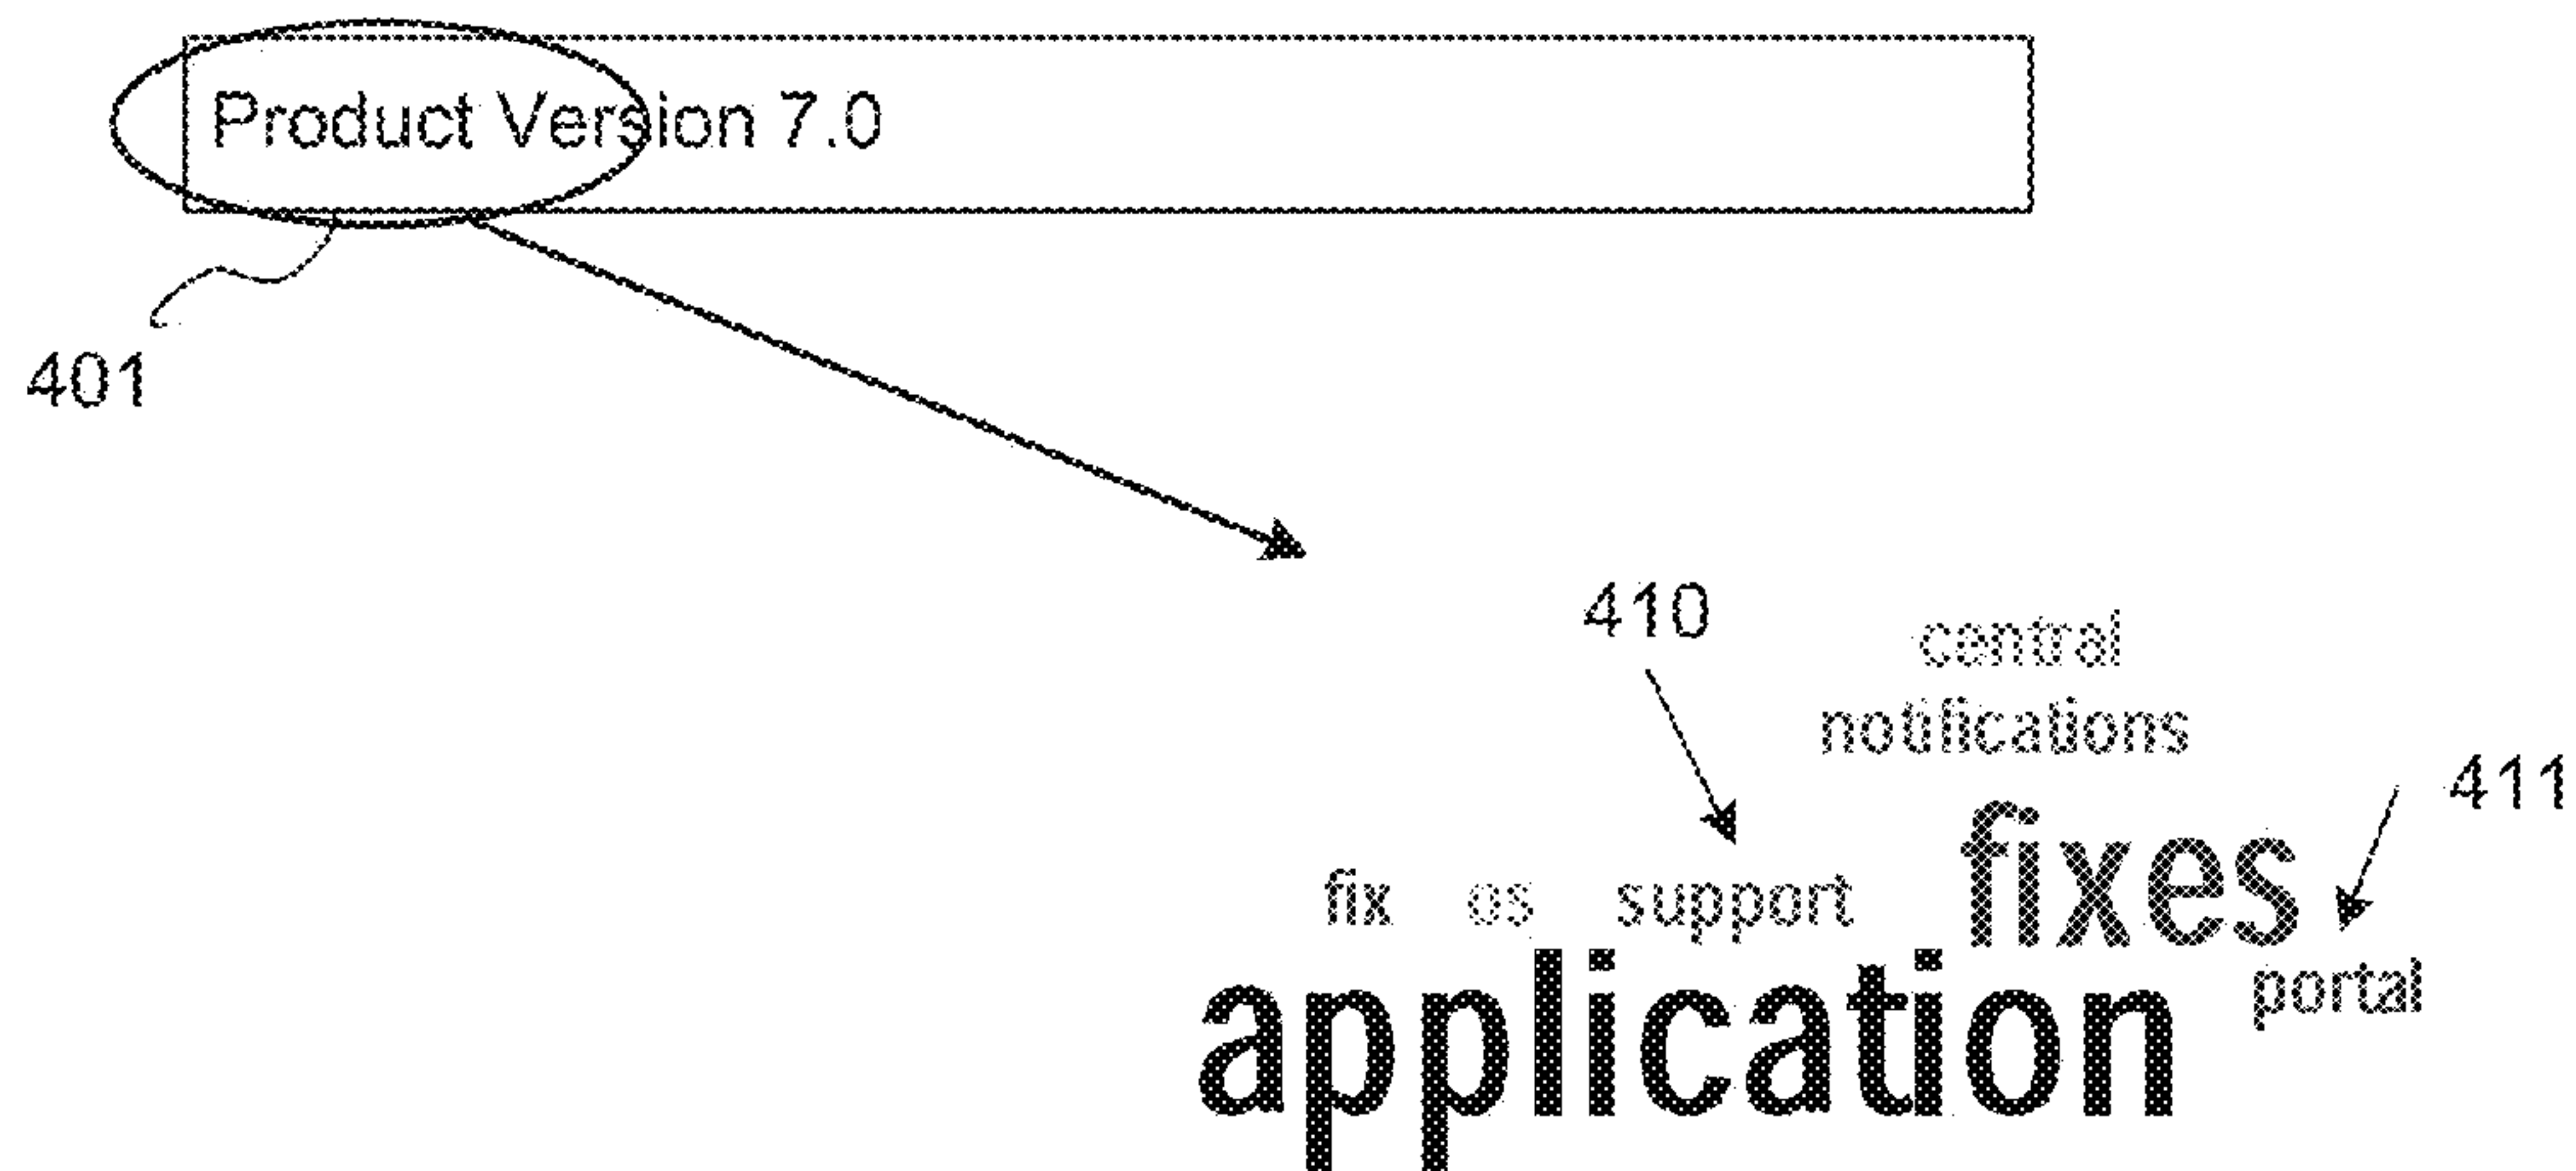 Product Version 7.0
401
410
central
notifications
411
fix os support fixes
application portal